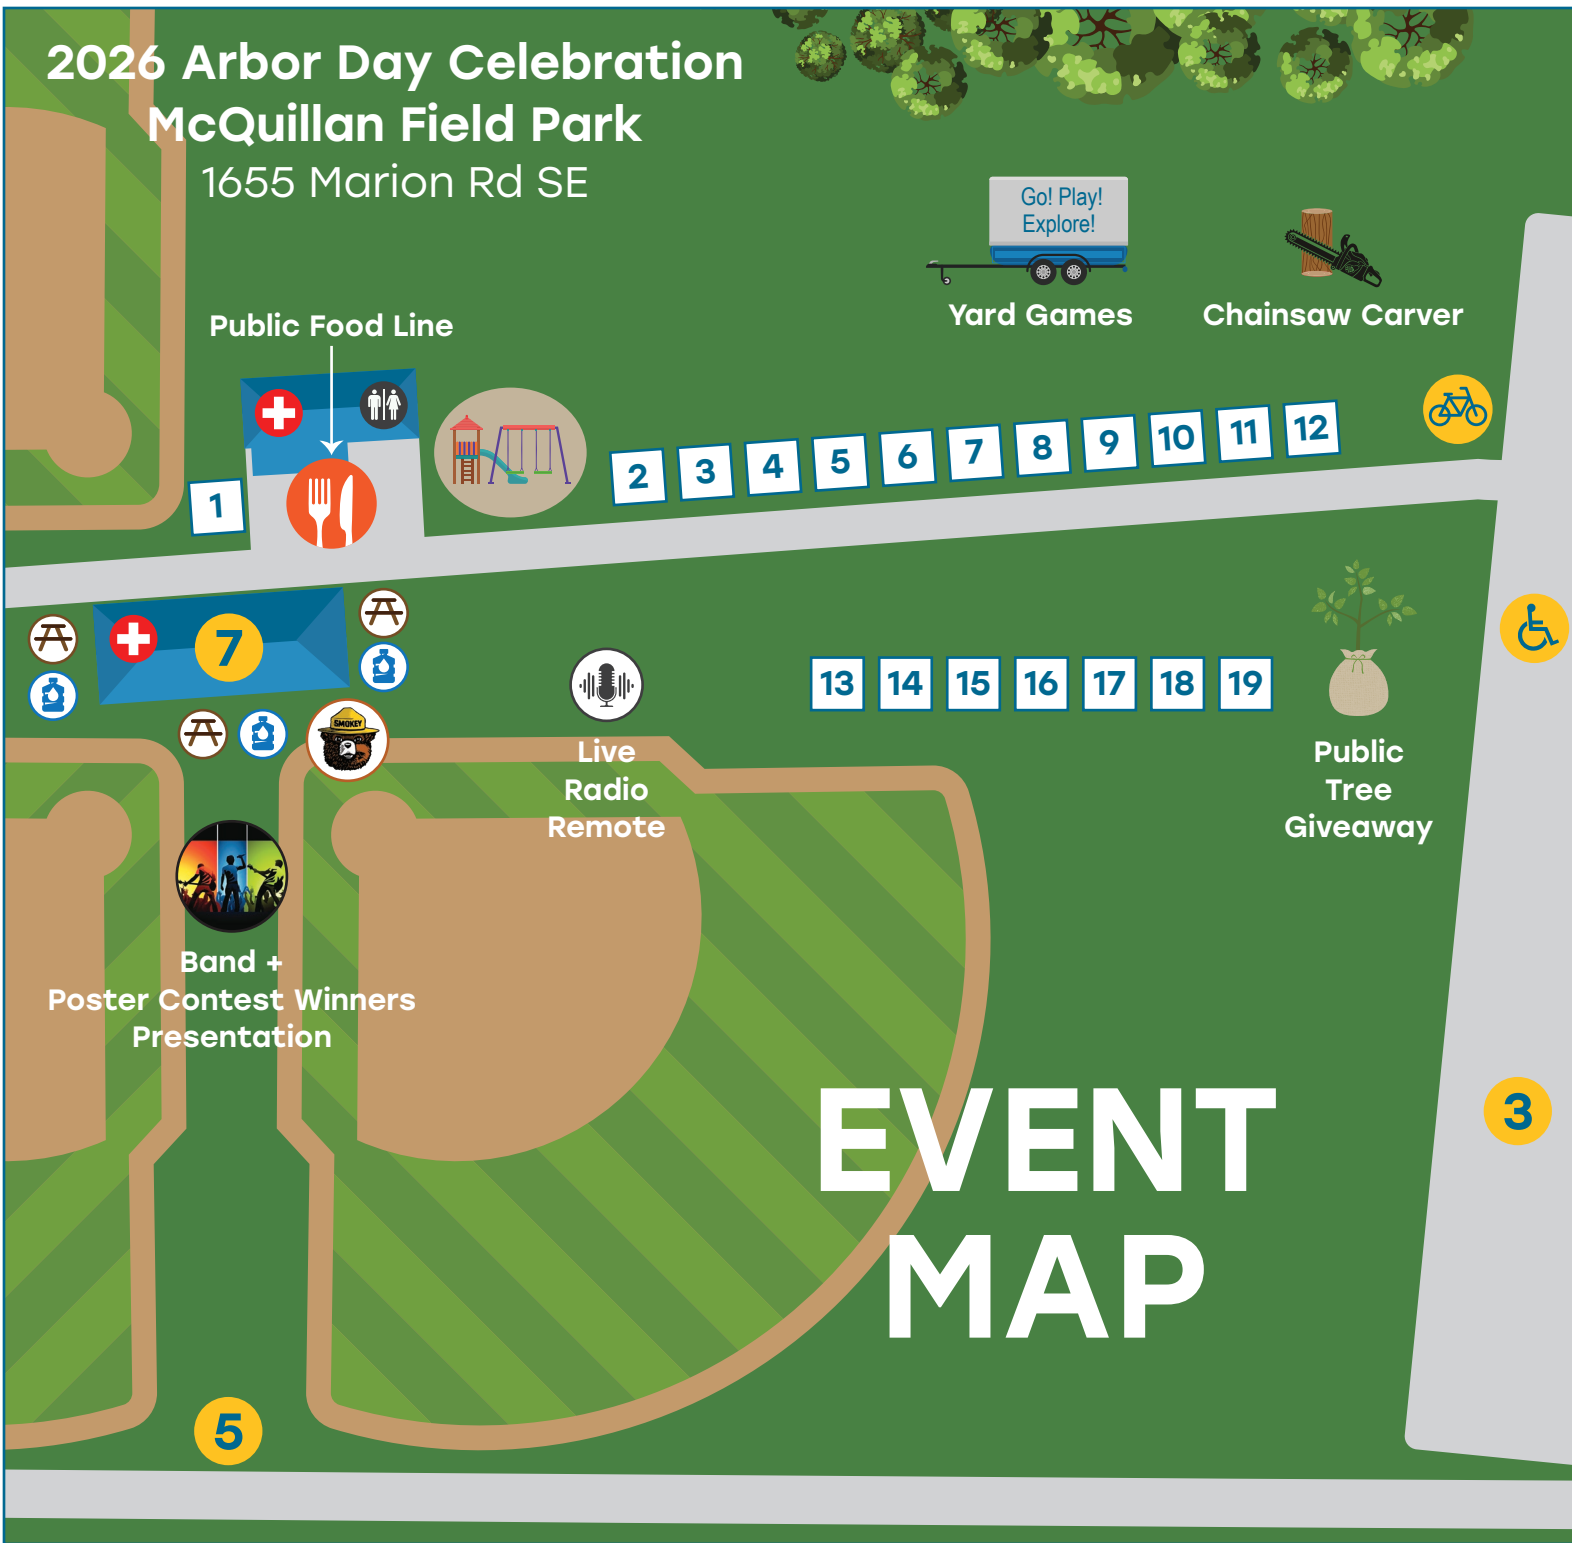 2026 Arbor Day Celebration
McQuillan Field Park
1655 Marion Rd SE
Go! Play!
Explore!
Yard Games
Chainsaw Carver
Public Food Line
1
2
3
4
5
6
7
8
9
10
11
12
7
SMOKEY
Live
Radio
Remote
13
14
15
16
17
18
19
Public
Tree
Giveaway
Band +
Poster Contest Winners
Presentation
EVENT
MAP
3
5